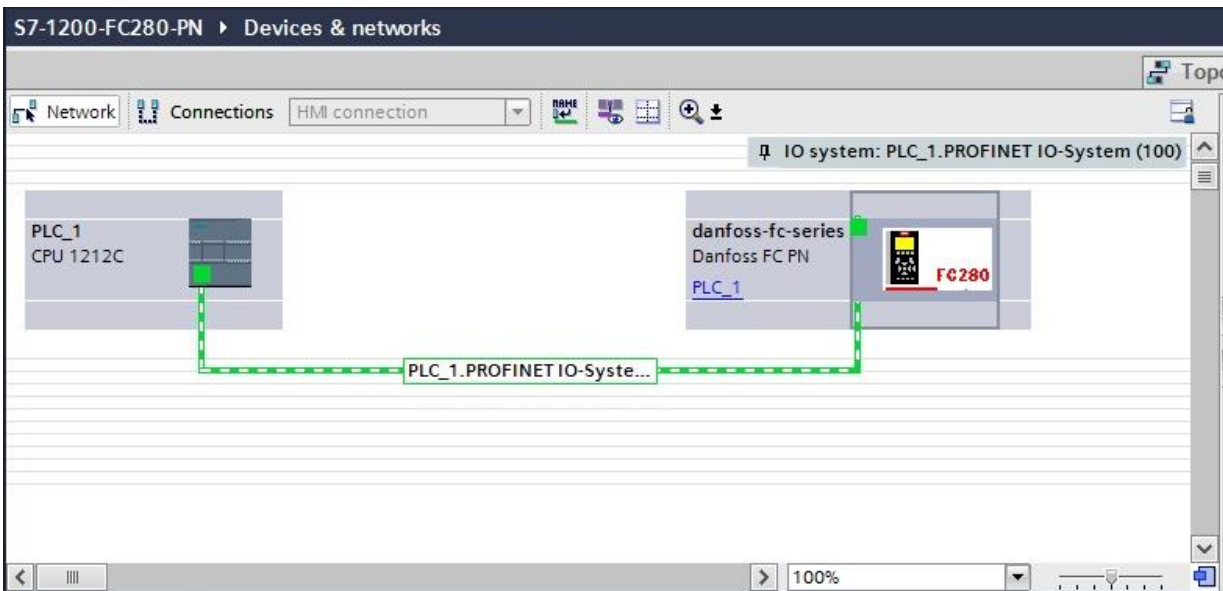 S7-1200-FC280-PN ▸ Devices & networks
Topo
Network Connections HMI connection
IO system: PLC_1.PROFINET IO-System (100)
PLC_1
CPU 1212C
danfoss-fc-series
Danfoss FC PN
PLC_1
FC280
PLC_1.PROFINET IO-Syste...
100%